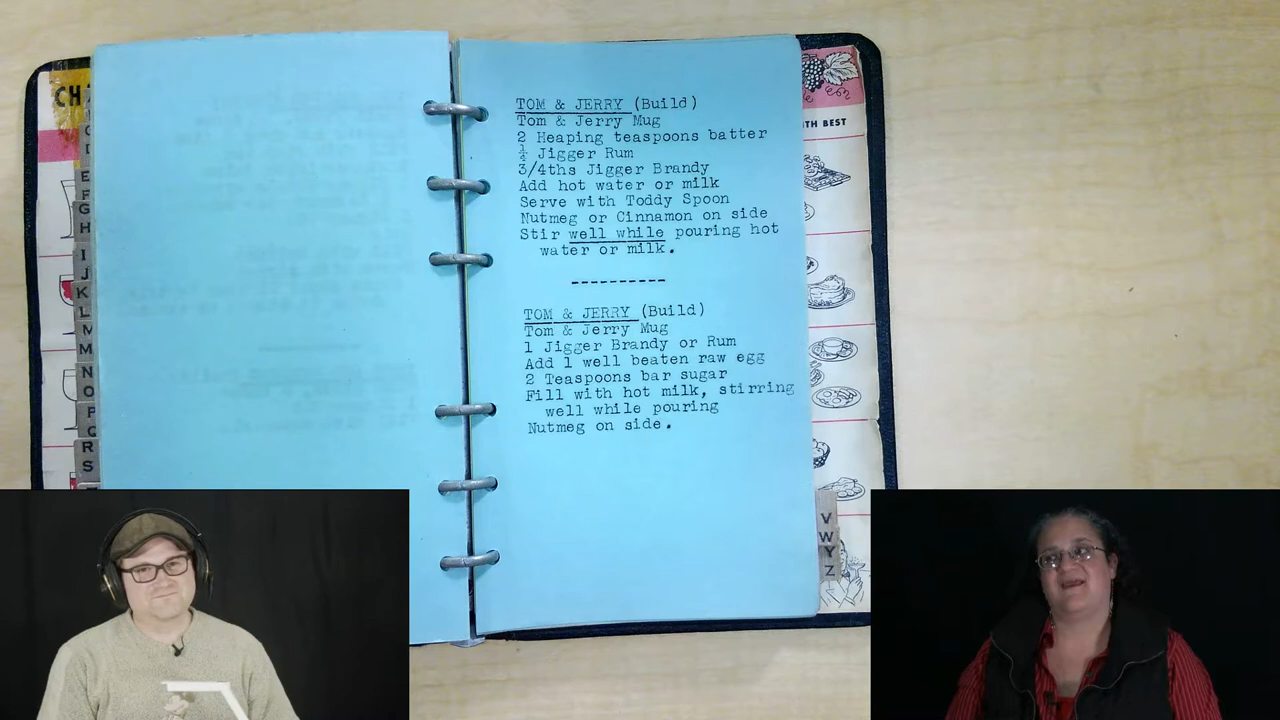 CH
C
D
E
F
G
H
I
J
K
L
M
N
O
P
Q
R
S
TOM & JERRY (Build)
Tom & Jerry Mug
2 Heaping teaspoons batter
Jigger Rum
3/4ths Jigger Brandy
Add hot water or milk
Serve with Toddy Spoon
Nutmeg or Cinnamon on side
Stir well while pouring hot
water or milk.
----------
TOM & JERRY (Build)
Tom & Jerry Mug
1 Jigger Brandy or Rum
Add 1 well beaten raw egg
2 Teaspoons bar sugar
Fill with hot milk, stirring
well while pouring
Nutmeg on side.
ITH BEST
V
W
Y
Z